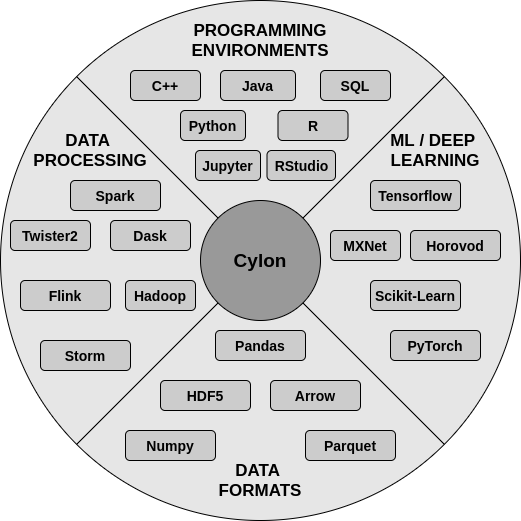 PROGRAMMING
ENVIRONMENTS
C++
Java
SQL
Python
R
Jupyter
RStudio
DATA
PROCESSING
Spark
Twister2
Dask
Flink
Hadoop
Storm
Cylon
ML / DEEP
LEARNING
Tensorflow
MXNet
Horovod
Scikit-Learn
PyTorch
Pandas
HDF5
Arrow
Numpy
Parquet
DATA
FORMATS